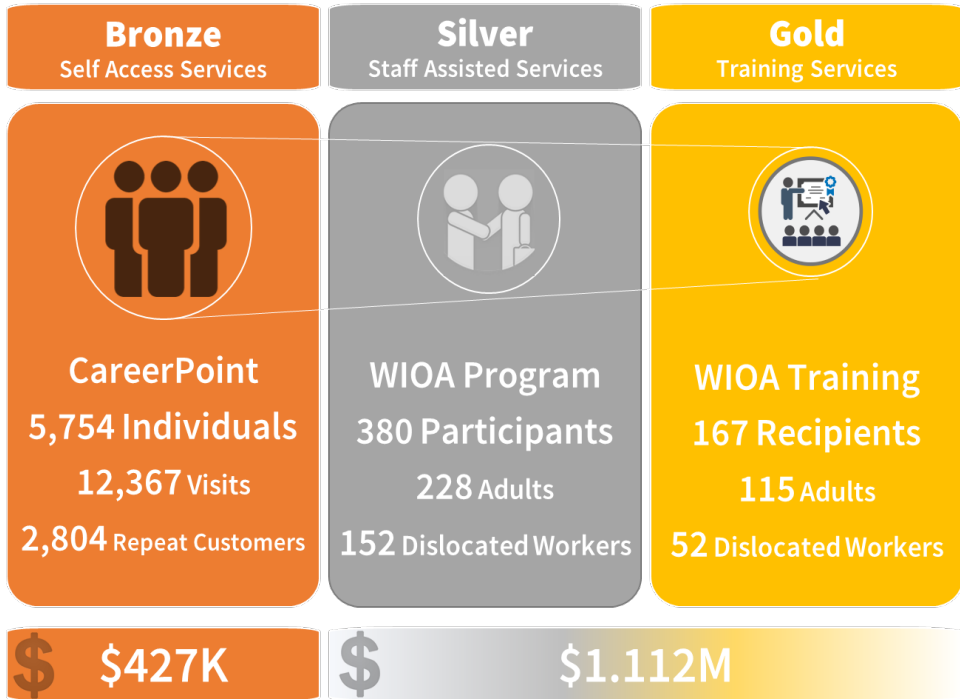 Bronze
Self Access Services
Silver
Staff Assisted Services
Gold
Training Services
CareerPoint
5,754 Individuals
12,367 Visits
2,804 Repeat Customers
WIOA Program
380 Participants
228 Adults
152 Dislocated Workers
WIOA Training
167 Recipients
115 Adults
52 Dislocated Workers
$ $427K
$ $1.112M